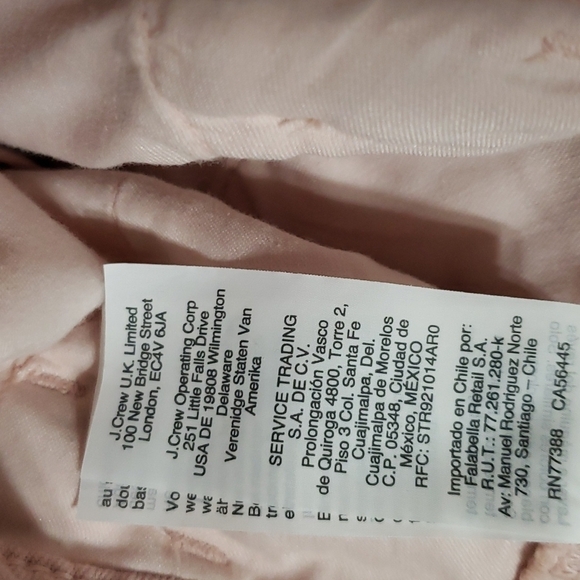 J.Crew U.K. Limited
100 New Bridge Street
London, EC4V 6JA
J.Crew Operating Corp
251 Little Falls Drive
USA DE 19808 Wilmington
Delaware
Verenidge Staten Van
Amerika
SERVICE TRADING
S.A. DE C.V.
Prolongación Vasco
de Quiroga 4800, Torre 2,
Piso 3 Col. Santa Fe
Cuajimalpa, Del.
Cuajimalpa de Morelos
C.P. 05348, Ciudad de
México, MÉXICO
RFC: STR921014AR0
Importado en Chile por:
Falabella Retail S.A.
R.U.T.: 77.261.280-k
Av: Manuel Rodriguez Norte
730, Santiago – Chile
RN77388 CA56445